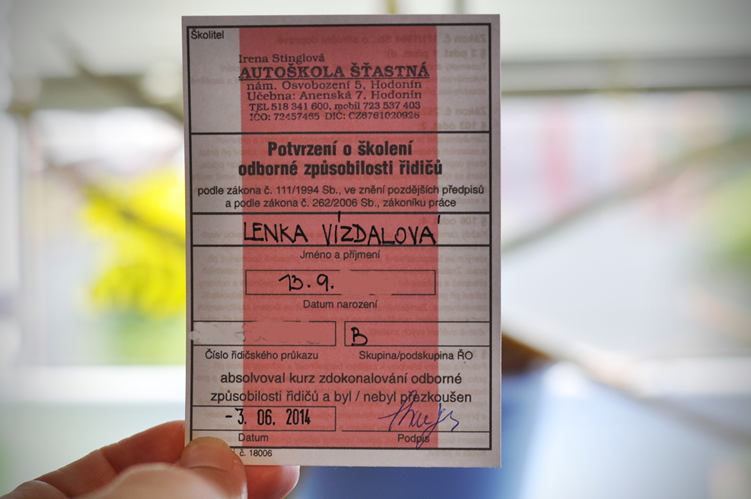 Školitel
Irena Stinglová
AUTOŠKOLA ŠŤASTNÁ
nám. Osvobození 5, Hodonín
Učebna: Anenská 7, Hodonín
TEL 518 341 600, mobil 723 537 403
IČO: 72457465 DIČ: CZ6761020926
Potvrzení o školení
odborné způsobilosti řidičů
podle zákona č. 111/1994 Sb., ve znění pozdějších předpisů
a podle zákona č. 262/2006 Sb., zákoníku práce
LENKA VÍZDALOVÁ
Jméno a příjmení
13.9.
Datum narození
B
Číslo řidičského průkazu Skupina/podskupina ŘO
absolvoval kurz zdokonalování odborné
způsobilosti řidičů a byl / nebyl přezkoušen
-3. 06. 2014
Datum Podpis
č. 18006